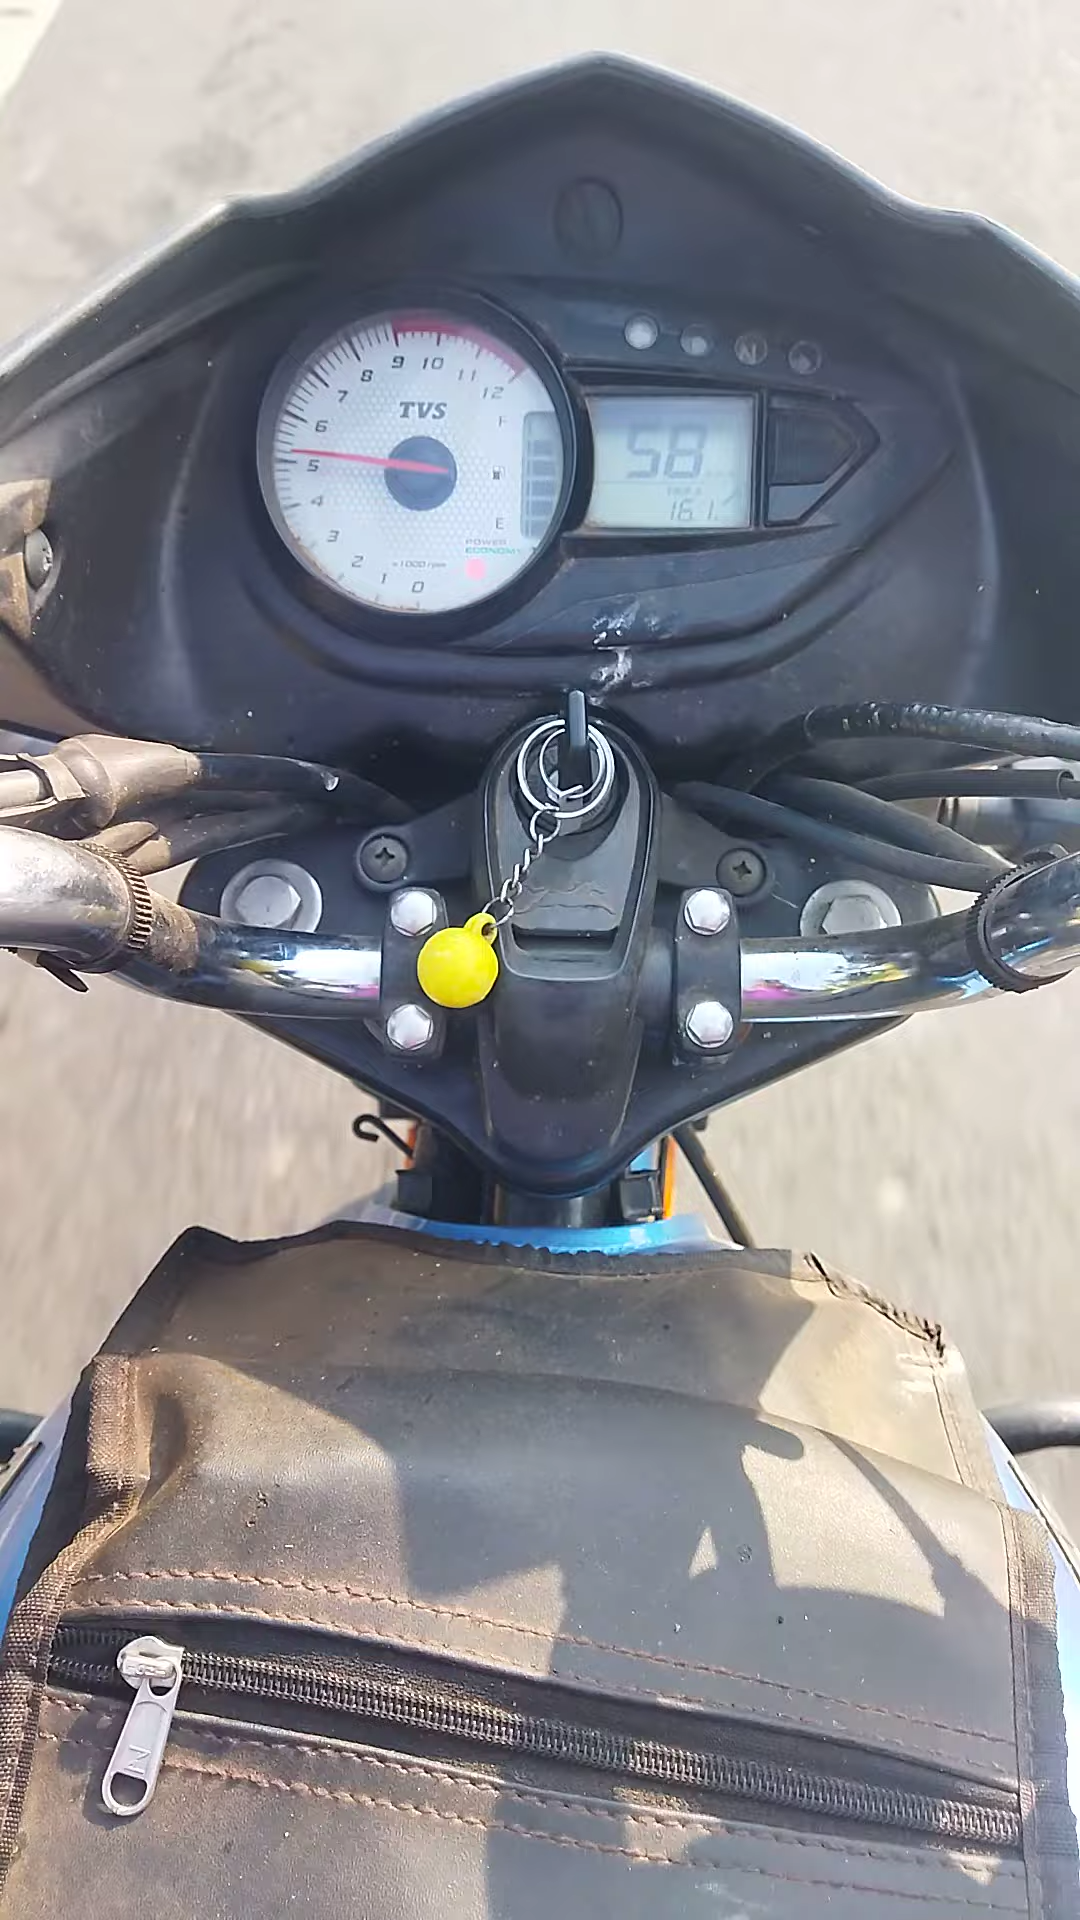 9 10
8 11
7 12
TVS
6 F
5
4 E
3 POWER
ECONOMY
2 x1000 rpm
1 0
N
58
TRIP
161.
N